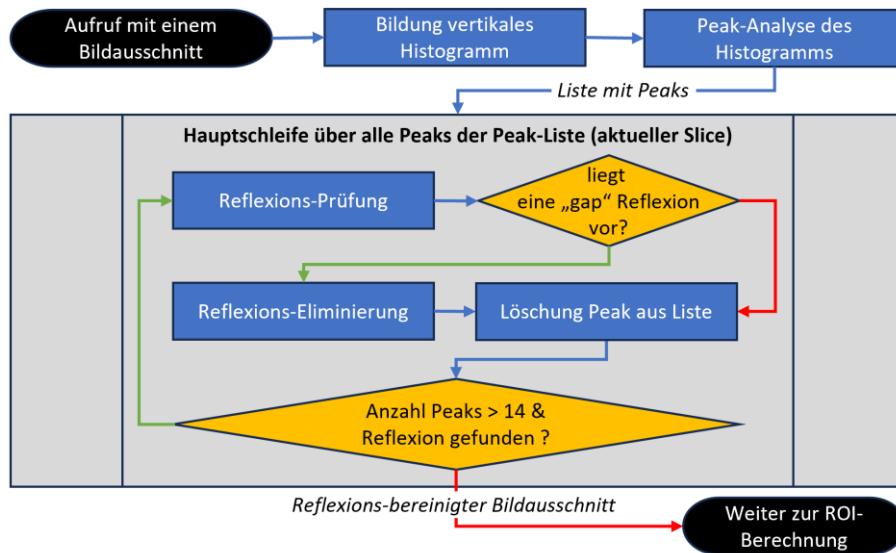 Aufruf mit einem
Bildausschnitt
Bildung vertikales
Histogramm
Peak-Analyse des
Histogramms
Liste mit Peaks
Hauptschleife über alle Peaks der Peak-Liste (aktueller Slice)
Reflexions-Prüfung
liegt
eine „gap“ Reflexion
vor?
Reflexions-Eliminierung
Löschung Peak aus Liste
Anzahl Peaks > 14 &
Reflexion gefunden ?
Reflexions-bereinigter Bildausschnitt
Weiter zur ROI-
Berechnung